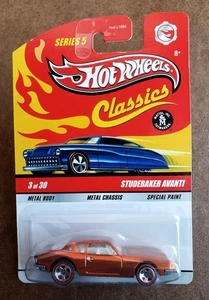 SERIES 5
Hot Wheels
Classics
3 of 30
STUDEBAKER AVANTI
METAL BODY
METAL CHASSIS
SPECIAL PAINT